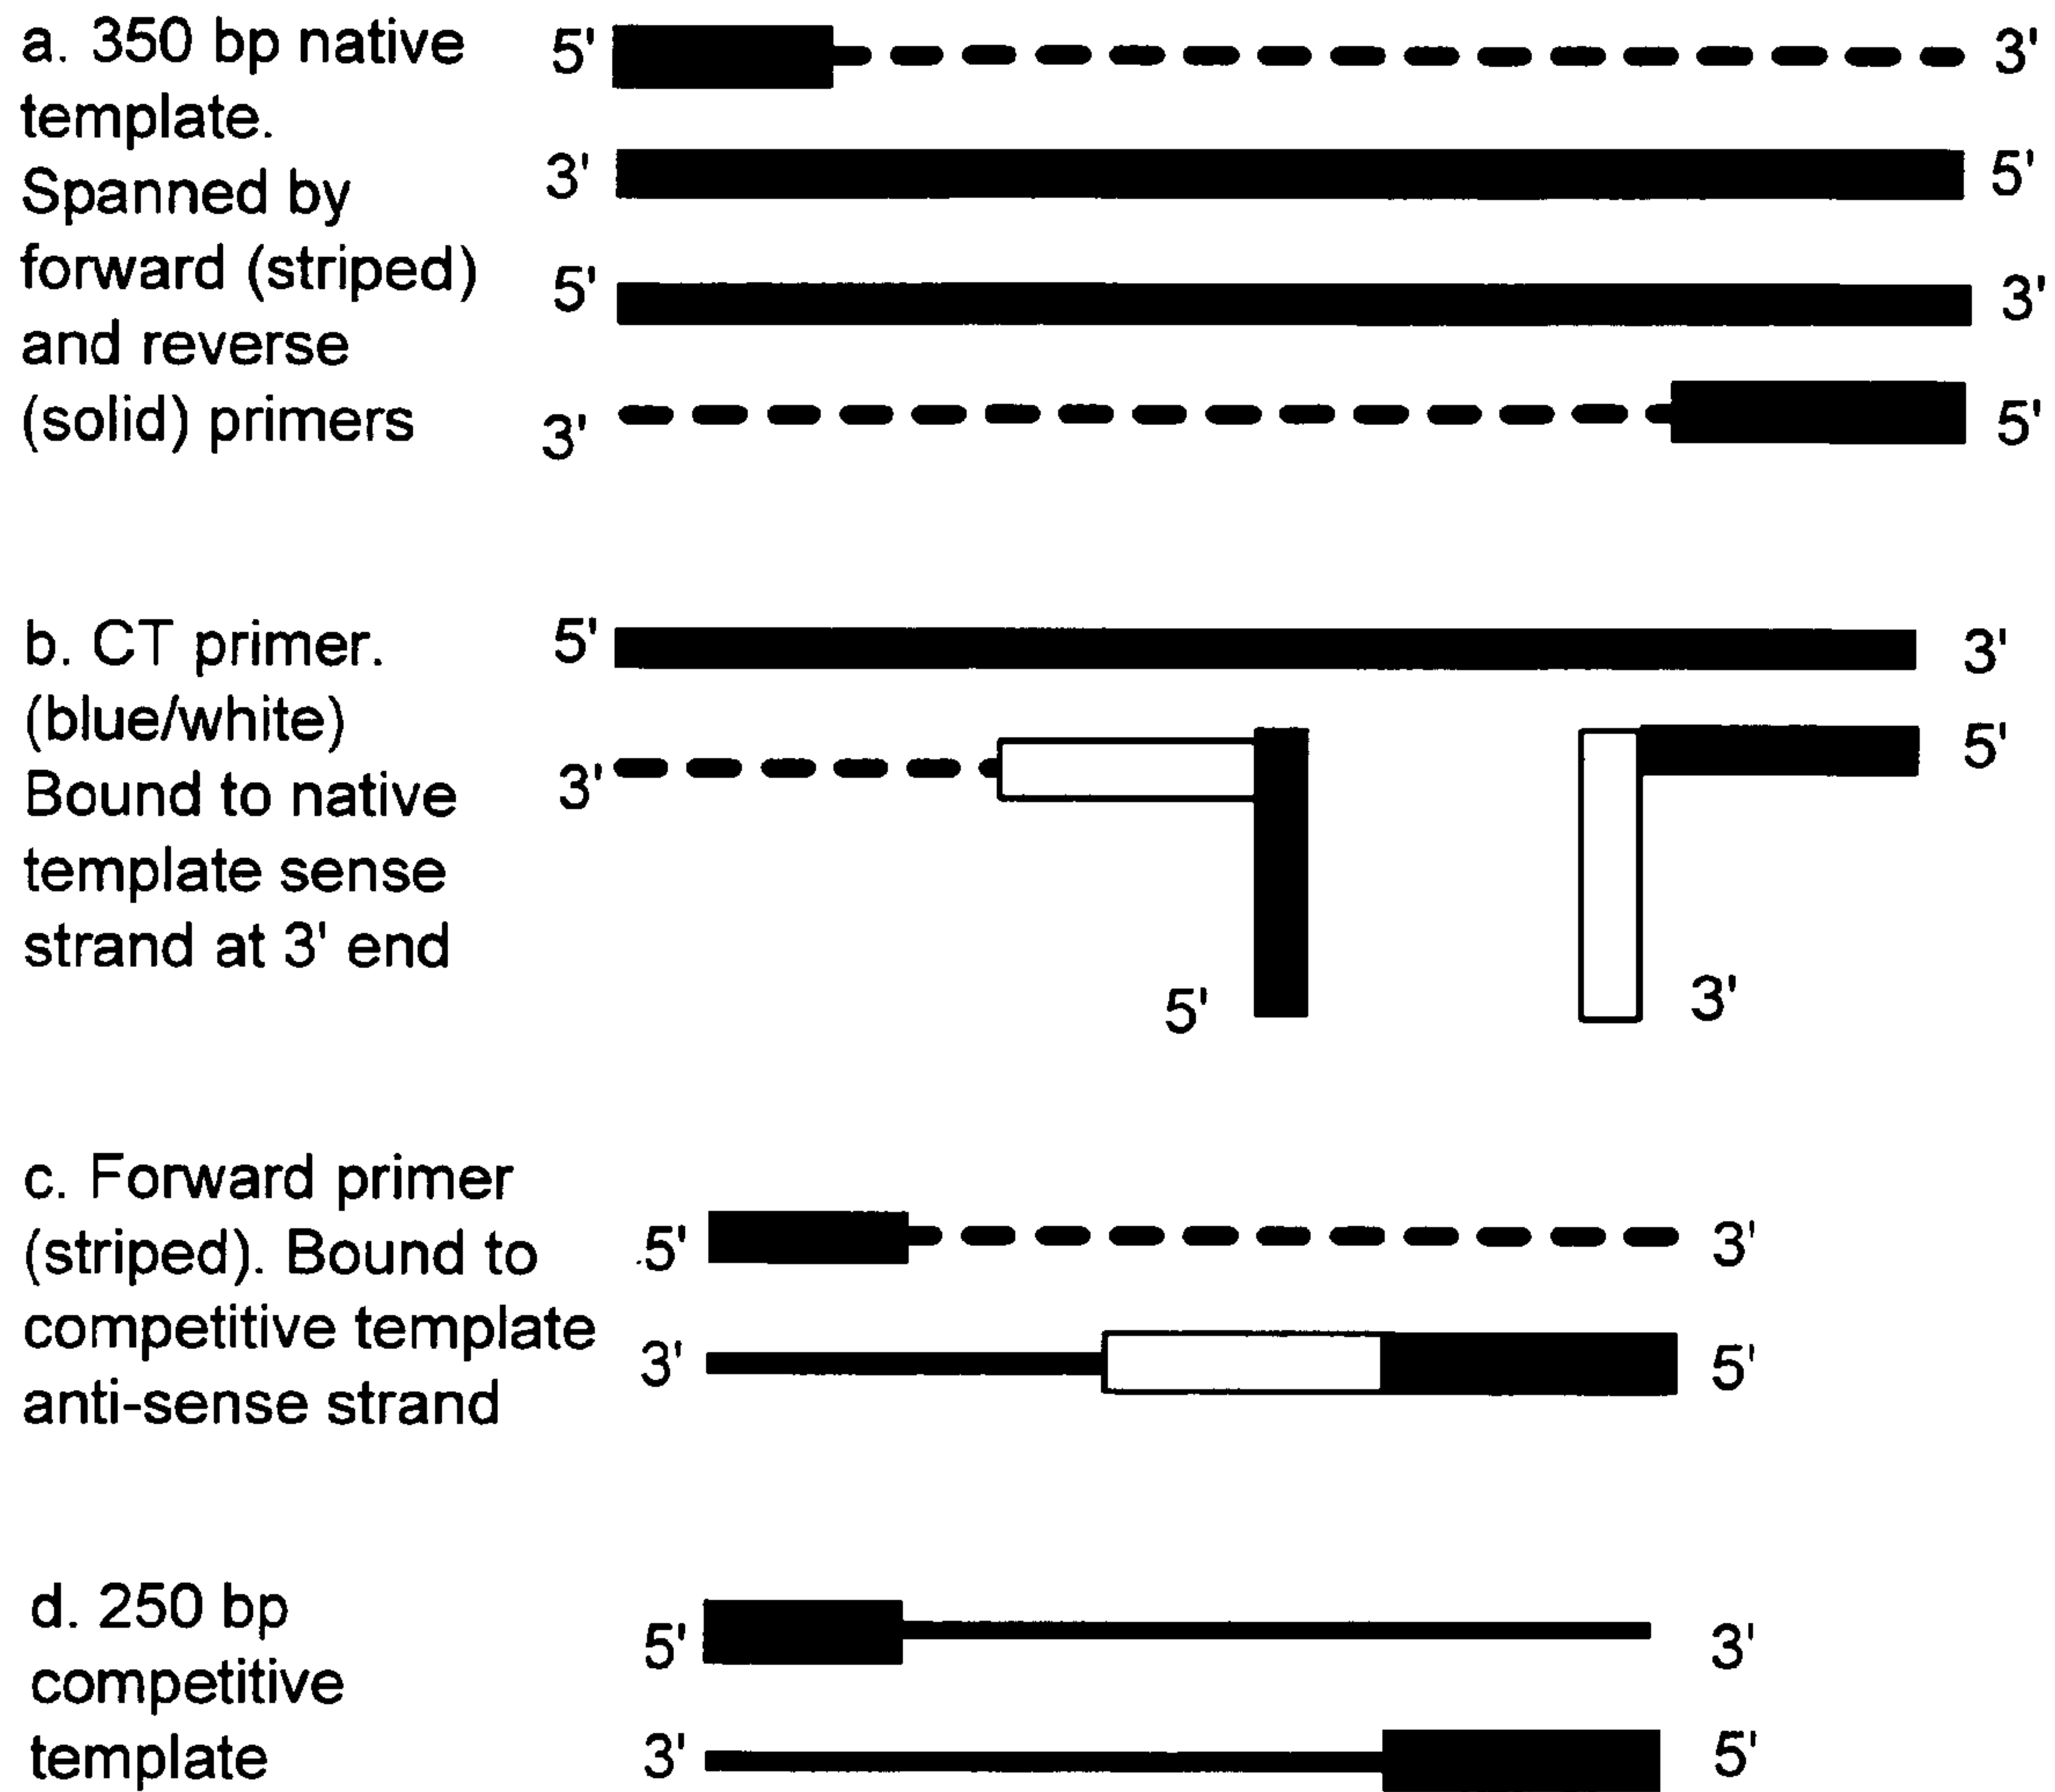 a. 350 bp native
template.
Spanned by
forward (striped)
and reverse
(solid) primers
5' 3'
3' 5'
5' 3'
3' 5'
b. CT primer.
(blue/white)
Bound to native
template sense
strand at 3' end
5' 3'
3' 5'
5' 3'
c. Forward primer
(striped). Bound to
competitive template
anti-sense strand
5' 3'
3' 5'
d. 250 bp
competitive
template
5' 3'
3' 5'